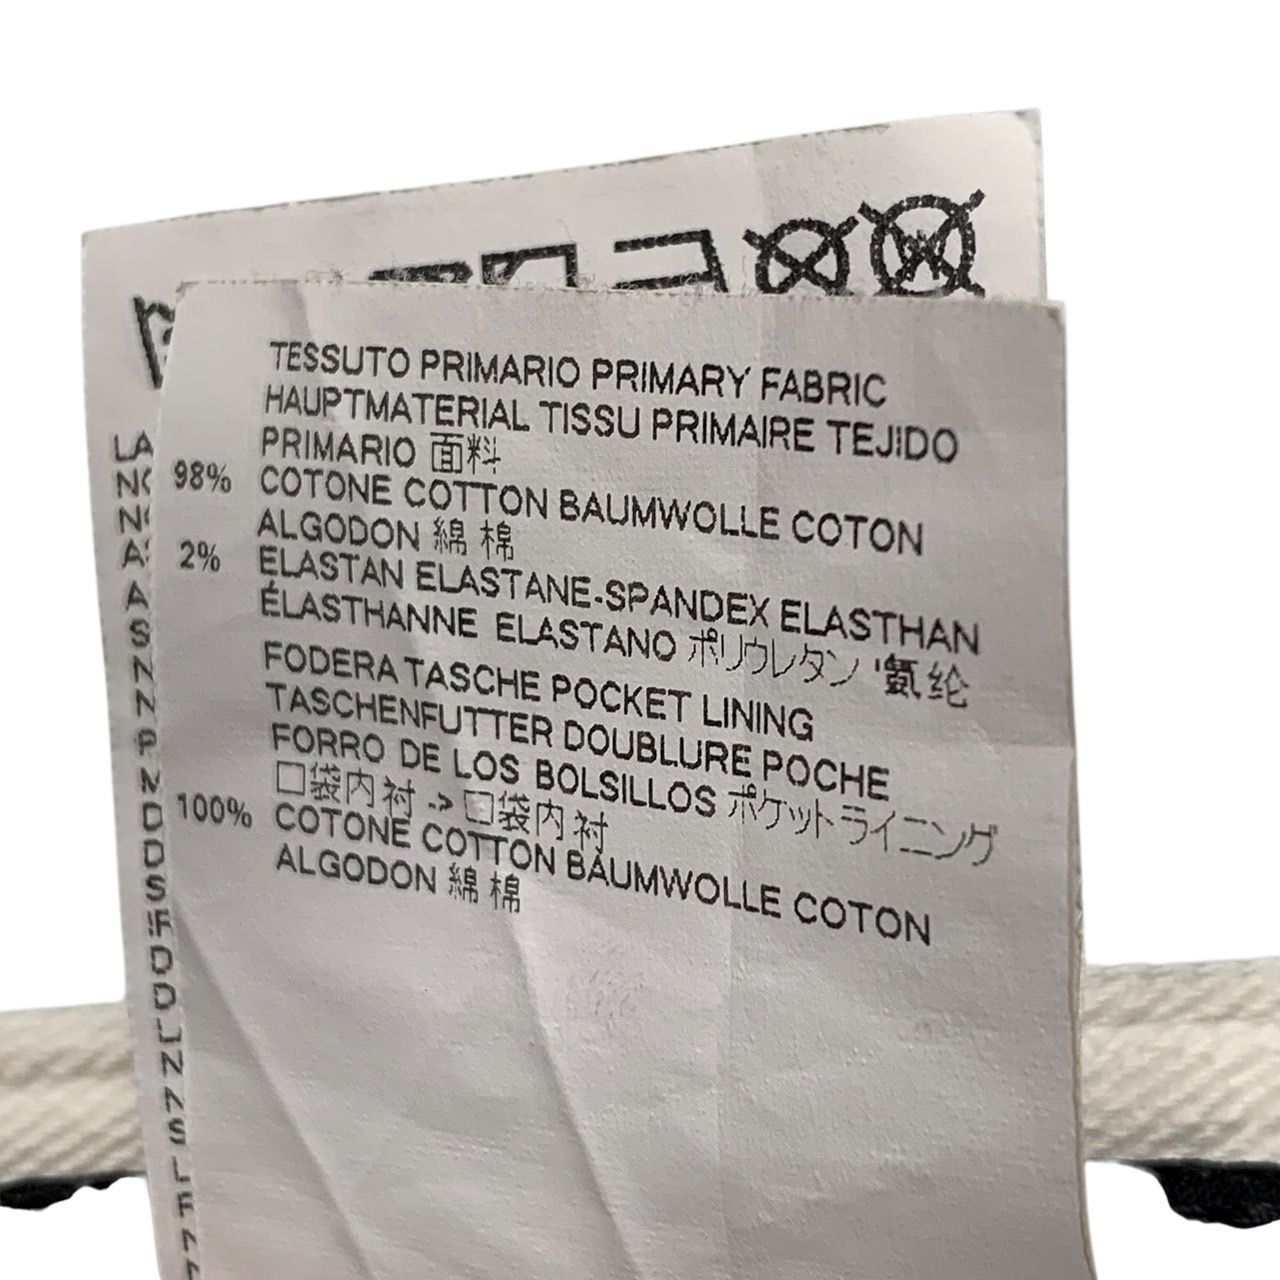 TESSUTO PRIMARIO PRIMARY FABRIC
HAUPTMATERIAL TISSU PRIMAIRE TEJIDO
PRIMARIO 面料
98% COTONE COTTON BAUMWOLLE COTON
ALGODON 綿 棉
2% ELASTAN ELASTANE-SPANDEX ELASTHAN
ÉLASTHANNE ELASTANO ポリウレタン 氨纶
FODERA TASCHE POCKET LINING
TASCHENFUTTER DOUBLURE POCHE
FORRO DE LOS BOLSILLOS ポケットライニング
口袋内衬 -> 口袋内衬
100% COTONE COTTON BAUMWOLLE COTON
ALGODON 綿 棉